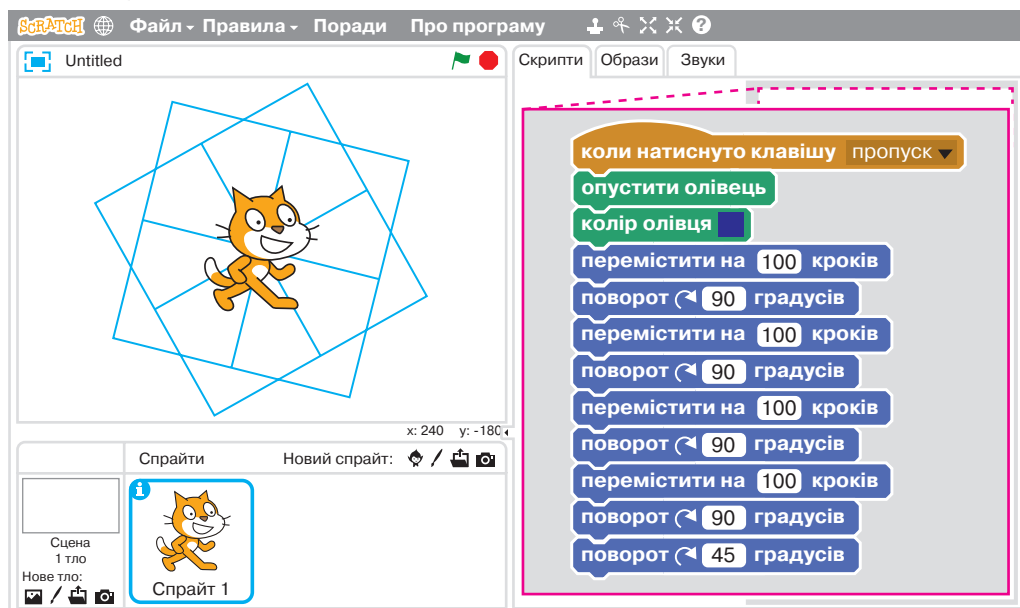 SCRATCH Файл Правила Поради Про програму
Untitled
Скрипти Образи Звуки
коли натиснуто клавішу пропуск
опустити олівець
колір олівця
перемістити на 100 кроків
поворот 90 градусів
перемістити на 100 кроків
поворот 90 градусів
перемістити на 100 кроків
поворот 90 градусів
перемістити на 100 кроків
поворот 90 градусів
поворот 45 градусів
x: 240 y: -180
Спрайти Новий спрайт:
Сцена
1 тло
Нове тло:
Спрайт 1